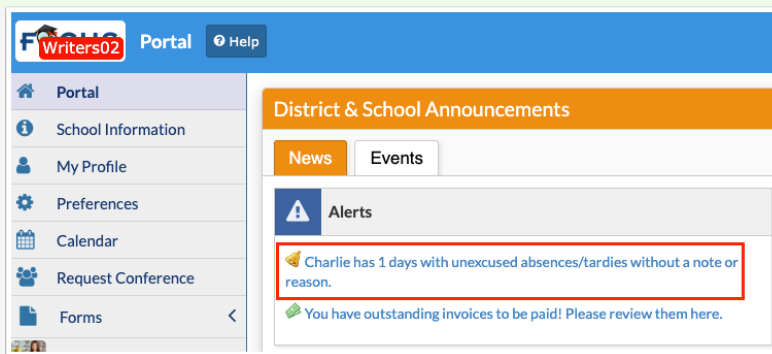 Writers02
Portal
Help
Portal
School Information
My Profile
Preferences
Calendar
Request Conference
Forms
District & School Announcements
News
Events
Alerts
Charlie has 1 days with unexcused absences/tardies without a note or
reason.
You have outstanding invoices to be paid! Please review them here.